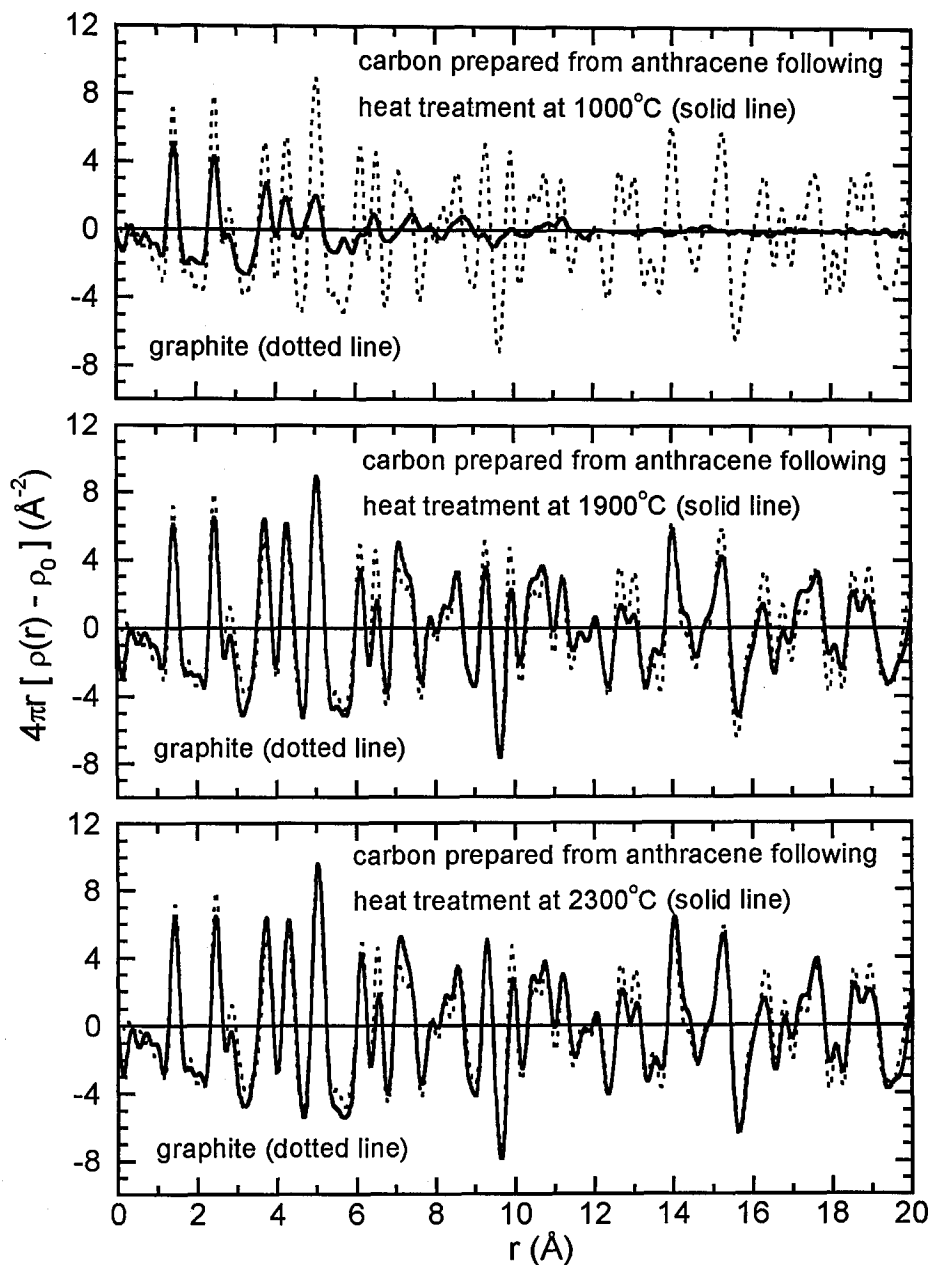 12
8
4
0
-4
-8
carbon prepared from anthracene following
heat treatment at 1000°C (solid line)
graphite (dotted line)
12
8
4
0
-4
-8
carbon prepared from anthracene following
heat treatment at 1900°C (solid line)
graphite (dotted line)
4πr [ ρ(r) - ρ₀ ] (Å⁻²)
12
8
4
0
-4
-8
carbon prepared from anthracene following
heat treatment at 2300°C (solid line)
graphite (dotted line)
0 2 4 6 8 10 12 14 16 18 20
r (Å)